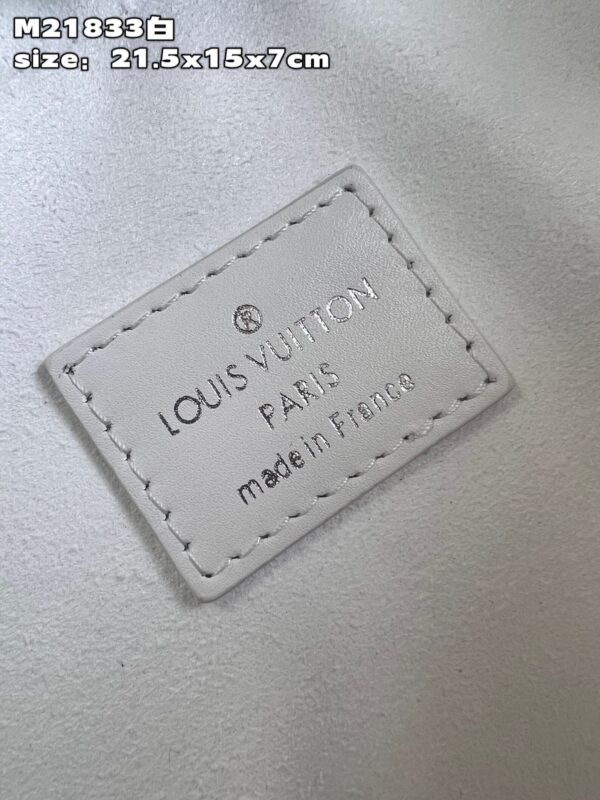 M21833白
size: 21.5x15x7cm
®
LOUIS VUITTON
PARIS
made in France